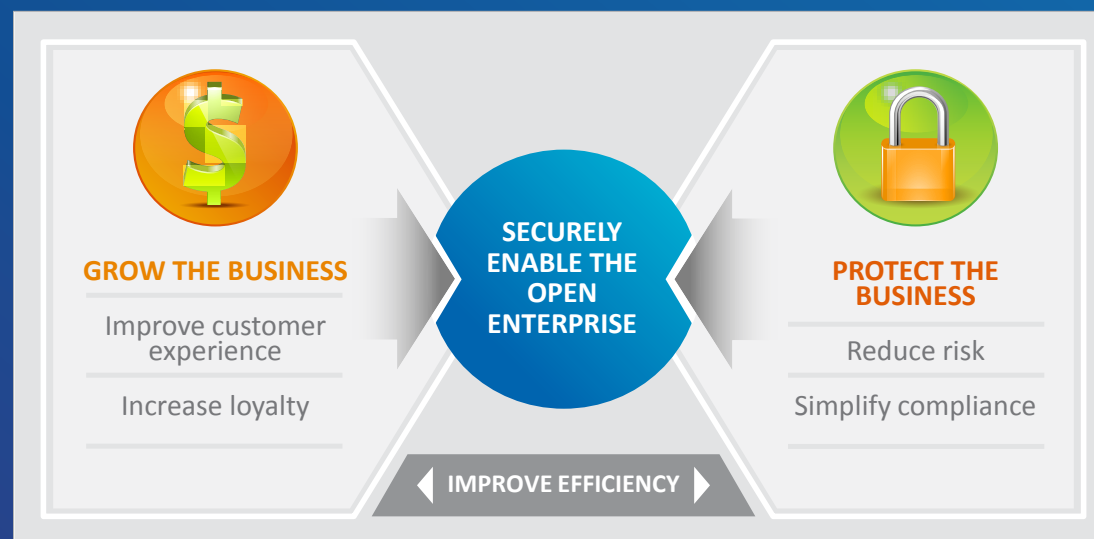 GROW THE BUSINESS
Improve customer
experience
Increase loyalty
SECURELY
ENABLE THE
OPEN
ENTERPRISE
PROTECT THE
BUSINESS
Reduce risk
Simplify compliance
IMPROVE EFFICIENCY